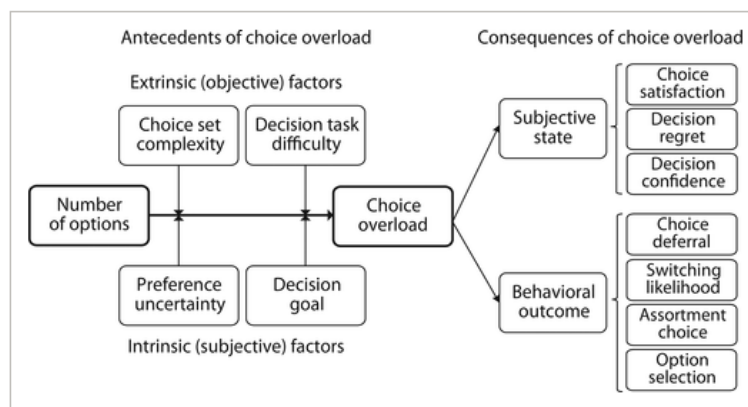 Antecedents of choice overload
Consequences of choice overload
Extrinsic (objective) factors
Choice set
complexity
Decision task
difficulty
Number
of options
Choice
overload
Preference
uncertainty
Decision
goal
Intrinsic (subjective) factors
Subjective
state
Choice
satisfaction
Decision
regret
Decision
confidence
Behavioral
outcome
Choice
deferral
Switching
likelihood
Assortment
choice
Option
selection